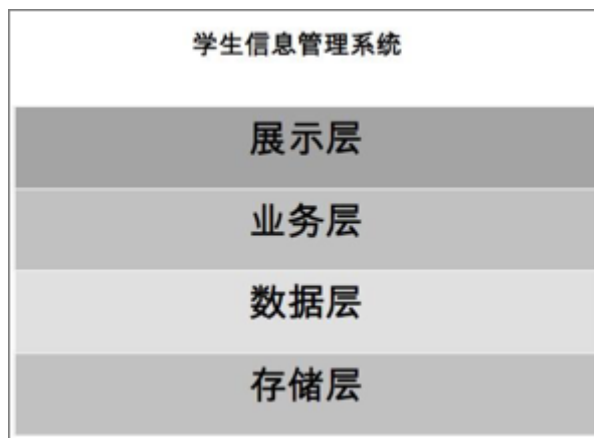 学生信息管理系统
展示层
业务层
数据层
存储层